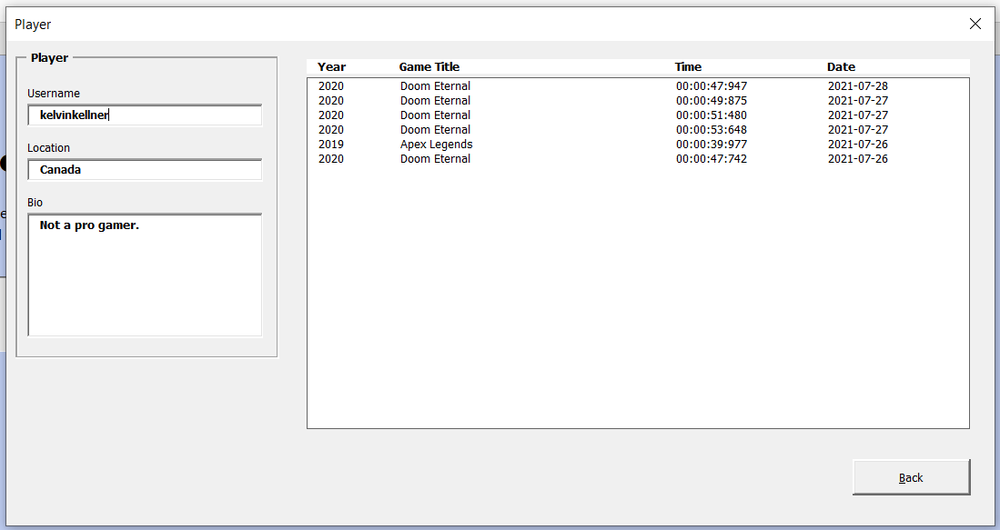 Player
Player
Username
kelvinkellner
Location
Canada
Bio
Not a pro gamer.
Year Game Title Time Date
2020 Doom Eternal 00:00:47:947 2021-07-28
2020 Doom Eternal 00:00:49:875 2021-07-27
2020 Doom Eternal 00:00:51:480 2021-07-27
2020 Doom Eternal 00:00:53:648 2021-07-27
2019 Apex Legends 00:00:39:977 2021-07-26
2020 Doom Eternal 00:00:47:742 2021-07-26
Back